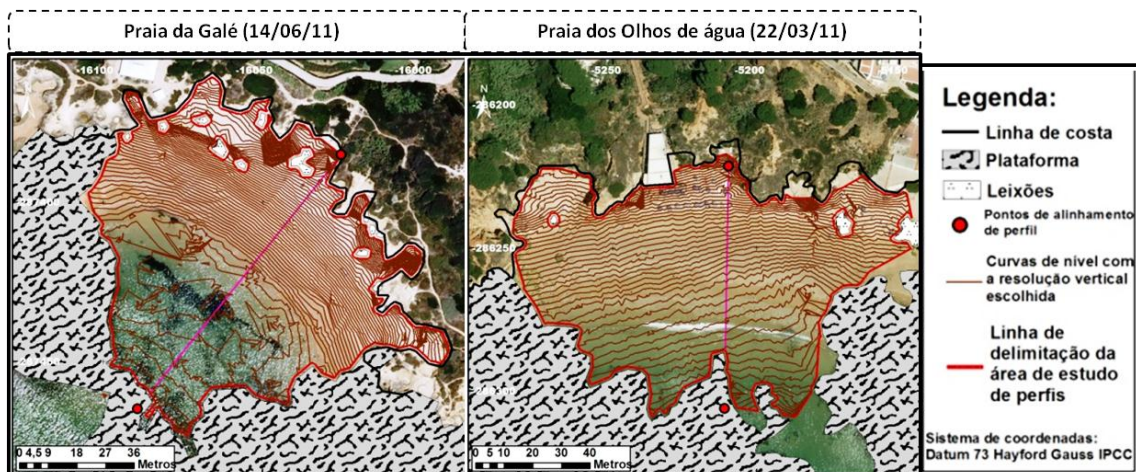 Praia da Galé (14/06/11)
Praia dos Olhos de água (22/03/11)
-16100
-16050
-16000
N
0 4,5 9 18 27 36
Metros
-5250
-5200
-5150
-286200
N
-286250
0 5 10 20 30 40
Metros
Legenda:
Linha de costa
Plataforma
Leixões
Pontos de alinhamento
de perfil
Curvas de nivel com
a resolução vertical
escolhida
Linha de
delimitação da
área de estudo
de perfis
Sistema de coordenadas:
Datum 73 Hayford Gauss IPCC